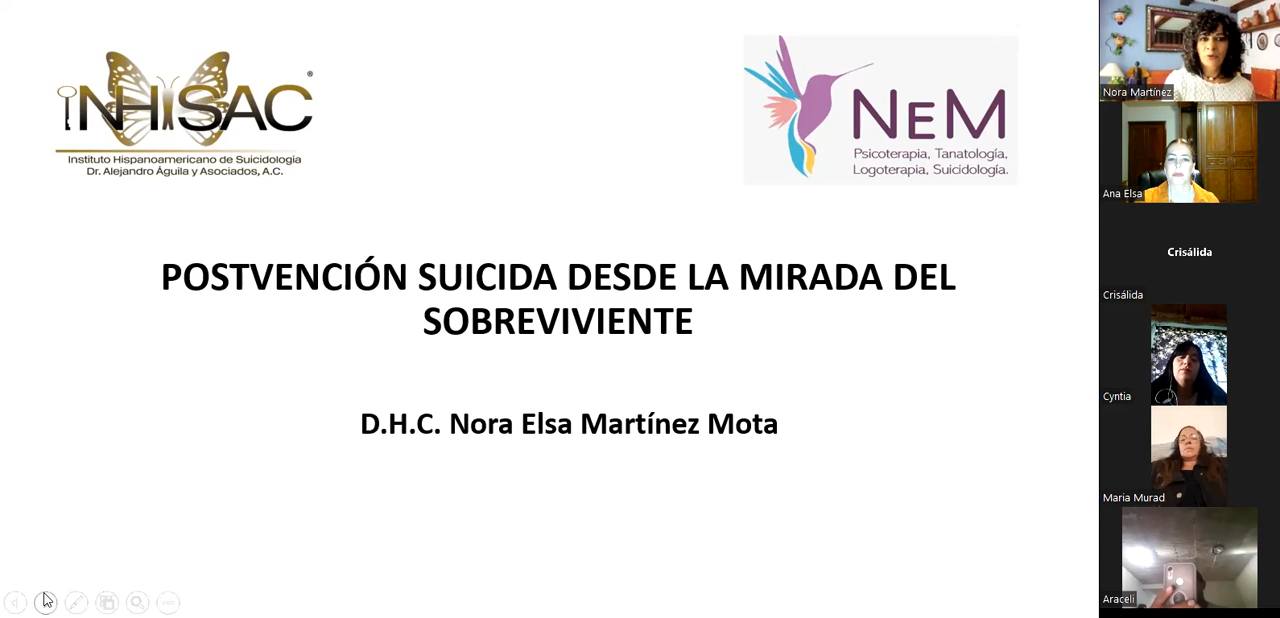 iNHiSAC®
Instituto Hispanoamericano de Suicidología
Dr. Alejandro Águila y Asociados, A.C.
NeM
Psicoterapia, Tanatología,
Logoterapia, Suicidología.
POSTVENCIÓN SUICIDA DESDE LA MIRADA DEL
SOBREVIVIENTE
D.H.C. Nora Elsa Martínez Mota
Nora Martínez
Ana Elsa
Crisálida
Crisálida
Cyntia
Maria Murad
Araceli